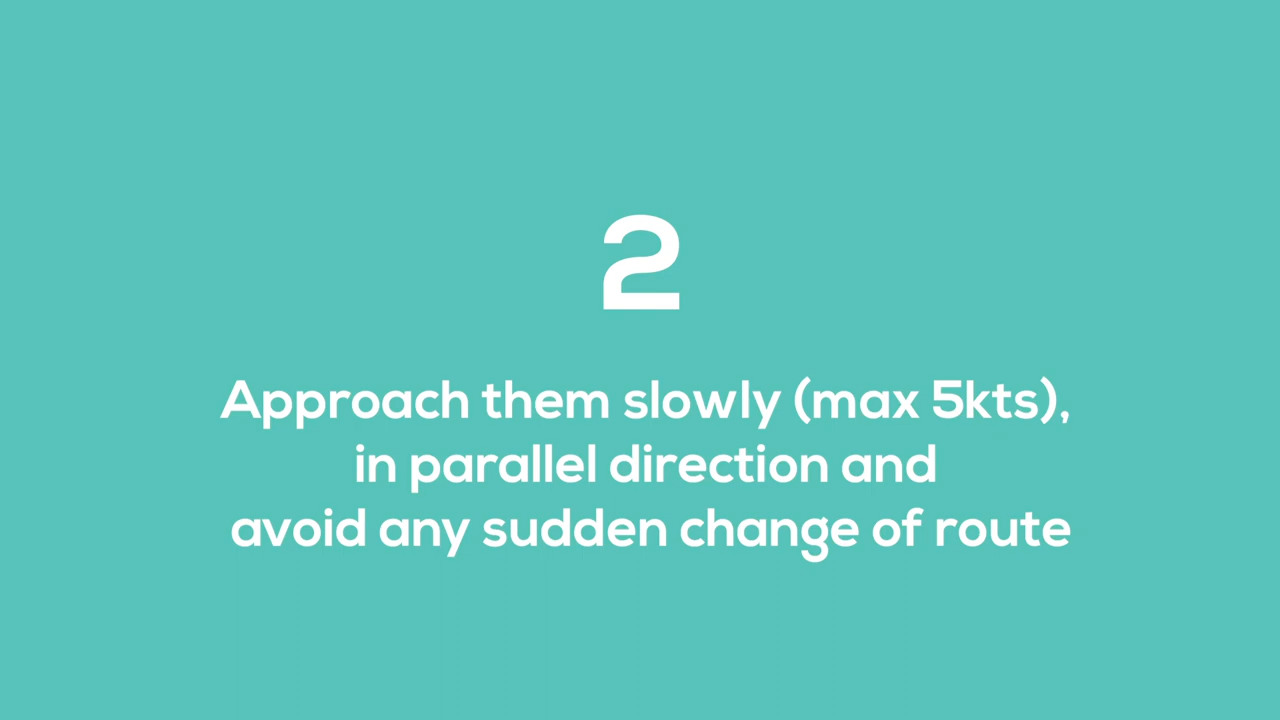 2
Approach them slowly (max 5kts),
in parallel direction and
avoid any sudden change of route